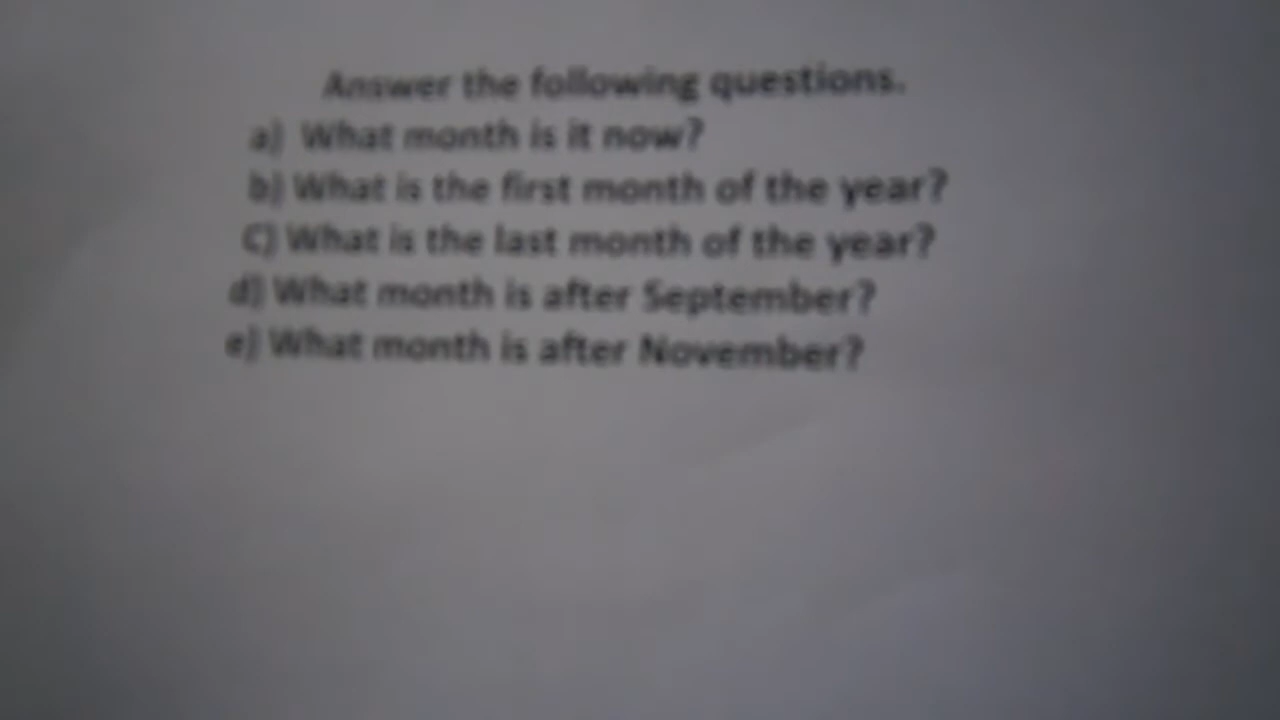 Answer the following questions.
a) What month is it now?
b) What is the first month of the year?
C) What is the last month of the year?
d) What month is after September?
e) What month is after November?